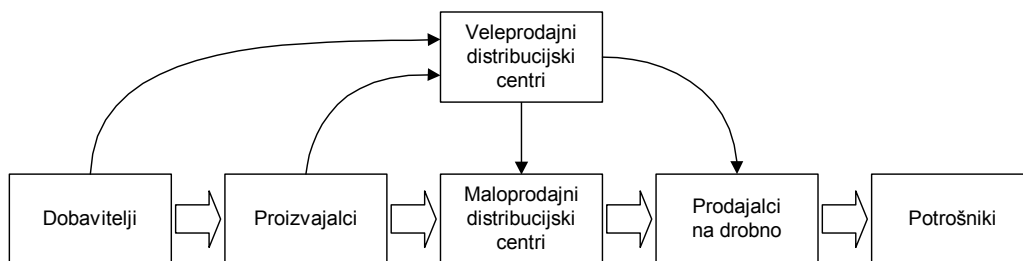 Veleprodajni
distribucijski
centri
Dobavitelji
Proizvajalci
Maloprodajni
distribucijski
centri
Prodajalci
na drobno
Potrošniki